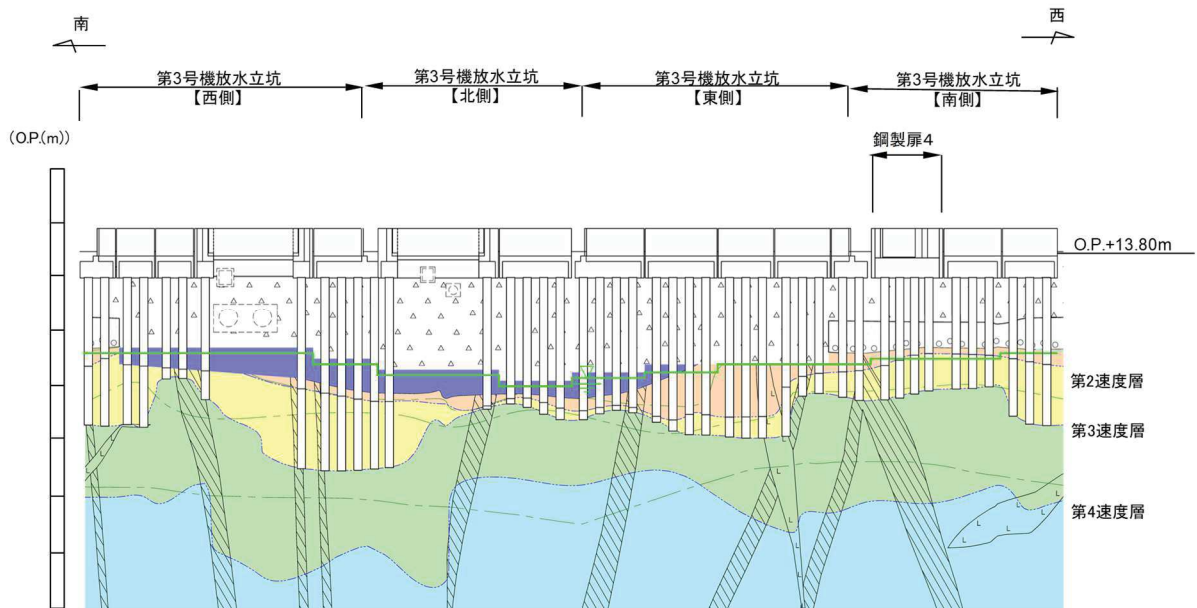 南
西
第3号機放水立坑
【西側】
第3号機放水立坑
【北側】
第3号機放水立坑
【東側】
第3号機放水立坑
【南側】
(O.P.(m))
鋼製扉4
O.P.+13.80m
第2速度層
第3速度層
第4速度層
L
L
L
L
L
L
L
L
L
L